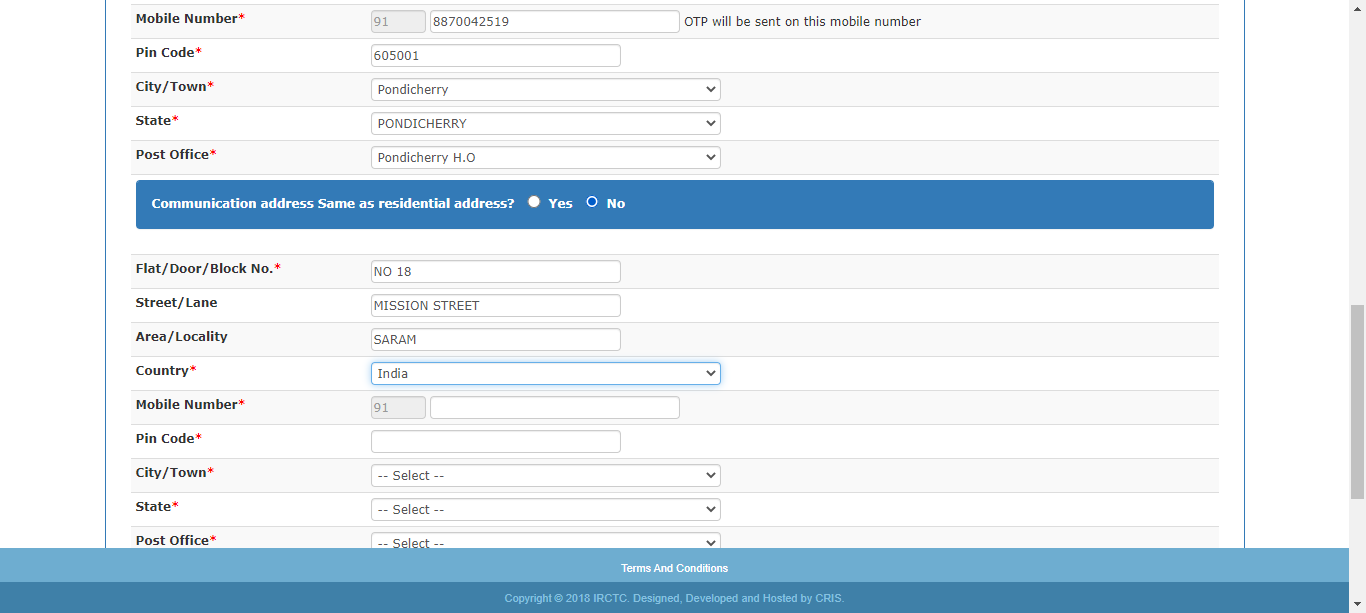 Mobile Number* 91 8870042519 OTP will be sent on this mobile number
Pin Code* 605001
City/Town* Pondicherry
State* PONDICHERRY
Post Office* Pondicherry H.O
Communication address Same as residential address? Yes No
Flat/Door/Block No.* NO 18
Street/Lane MISSION STREET
Area/Locality SARAM
Country* India
Mobile Number* 91
Pin Code*
City/Town* -- Select --
State* -- Select --
Post Office* -- Select --
Terms And Conditions
Copyright © 2018 IRCTC. Designed, Developed and Hosted by CRIS.